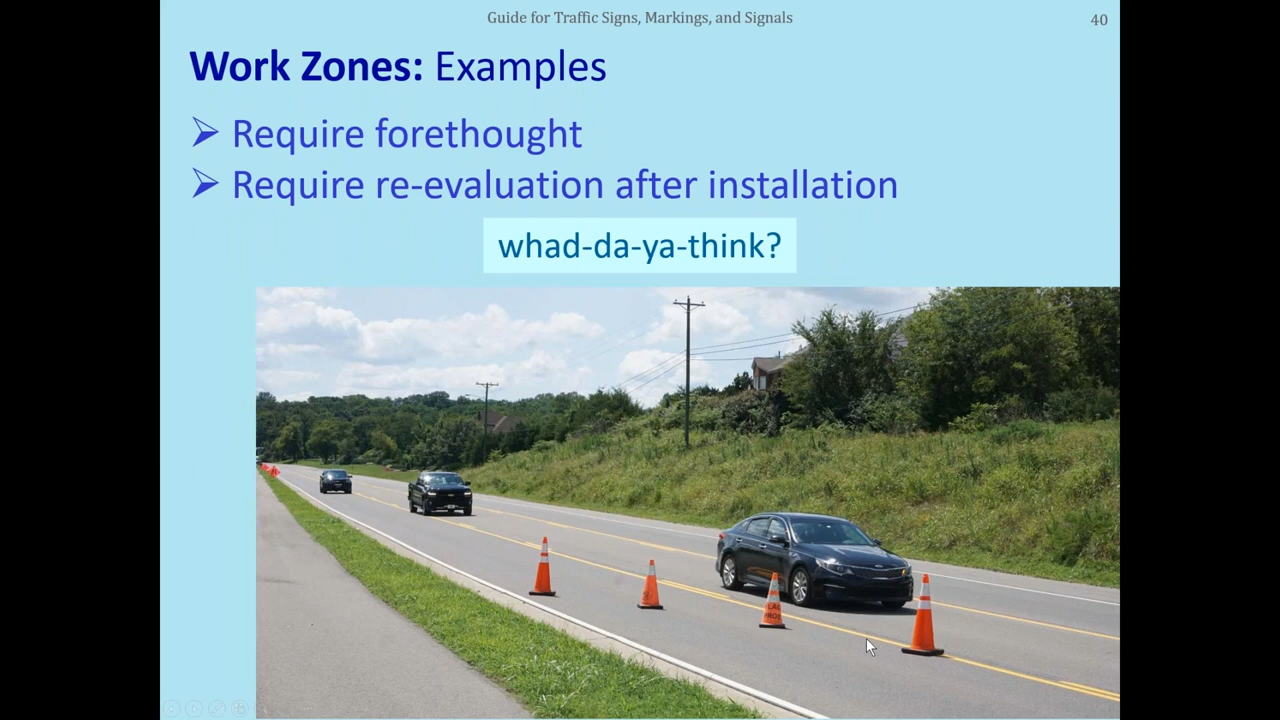 Guide for Traffic Signs, Markings, and Signals
40
Work Zones: Examples
Require forethought
Require re-evaluation after installation
whad-da-ya-think?